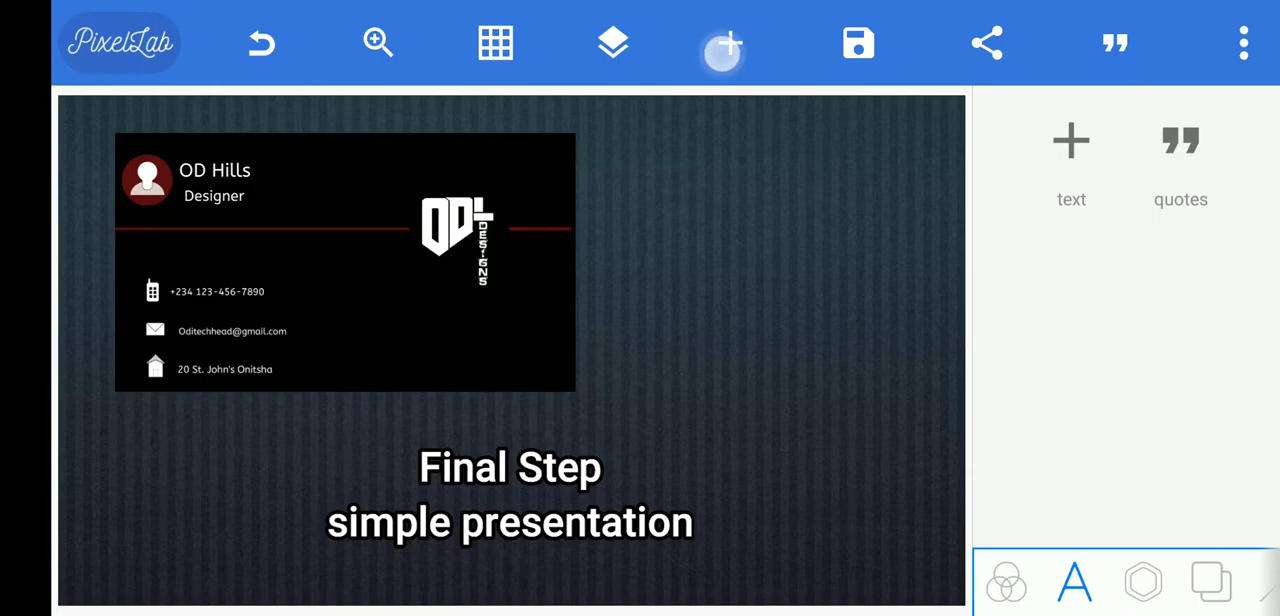 PixelLab
text
quotes
OD Hills
Designer
OD
DESIGNS
+234 123-456-7890
Oditechhead@gmail.com
20 St. John's Onitsha
Final Step
simple presentation